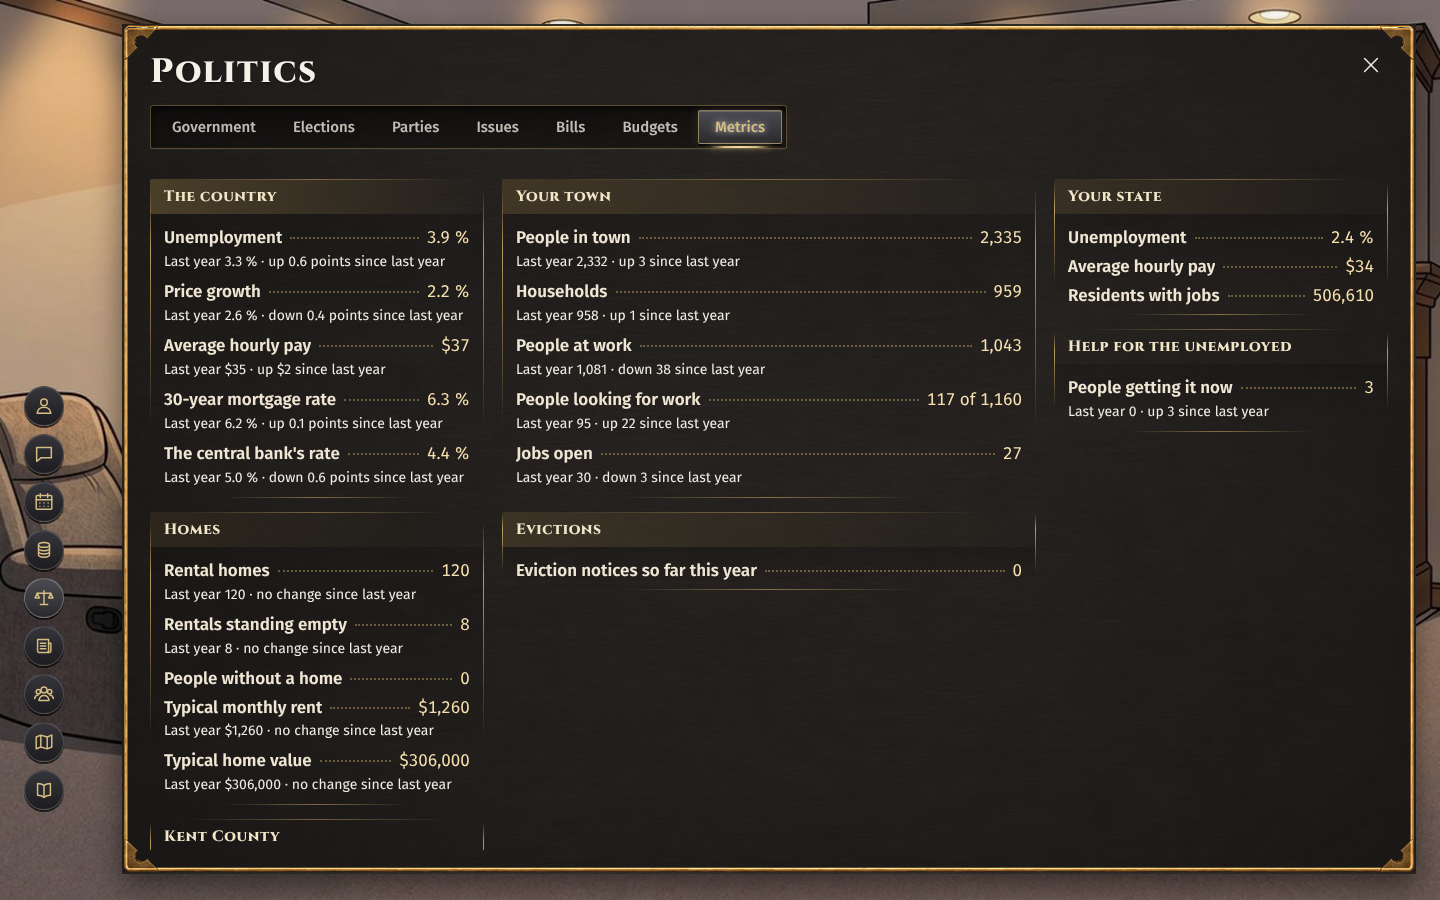 Politics
Government Elections Parties Issues Bills Budgets Metrics
The country
Unemployment 3.9 %
Last year 3.3 % · up 0.6 points since last year
Price growth 2.2 %
Last year 2.6 % · down 0.4 points since last year
Average hourly pay $37
Last year $35 · up $2 since last year
30-year mortgage rate 6.3 %
Last year 6.2 % · up 0.1 points since last year
The central bank's rate 4.4 %
Last year 5.0 % · down 0.6 points since last year
Homes
Rental homes 120
Last year 120 · no change since last year
Rentals standing empty 8
Last year 8 · no change since last year
People without a home 0
Typical monthly rent $1,260
Last year $1,260 · no change since last year
Typical home value $306,000
Last year $306,000 · no change since last year
Kent County
Your town
People in town 2,335
Last year 2,332 · up 3 since last year
Households 959
Last year 958 · up 1 since last year
People at work 1,043
Last year 1,081 · down 38 since last year
People looking for work 117 of 1,160
Last year 95 · up 22 since last year
Jobs open 27
Last year 30 · down 3 since last year
Evictions
Eviction notices so far this year 0
Your state
Unemployment 2.4 %
Average hourly pay $34
Residents with jobs 506,610
Help for the unemployed
People getting it now 3
Last year 0 · up 3 since last year